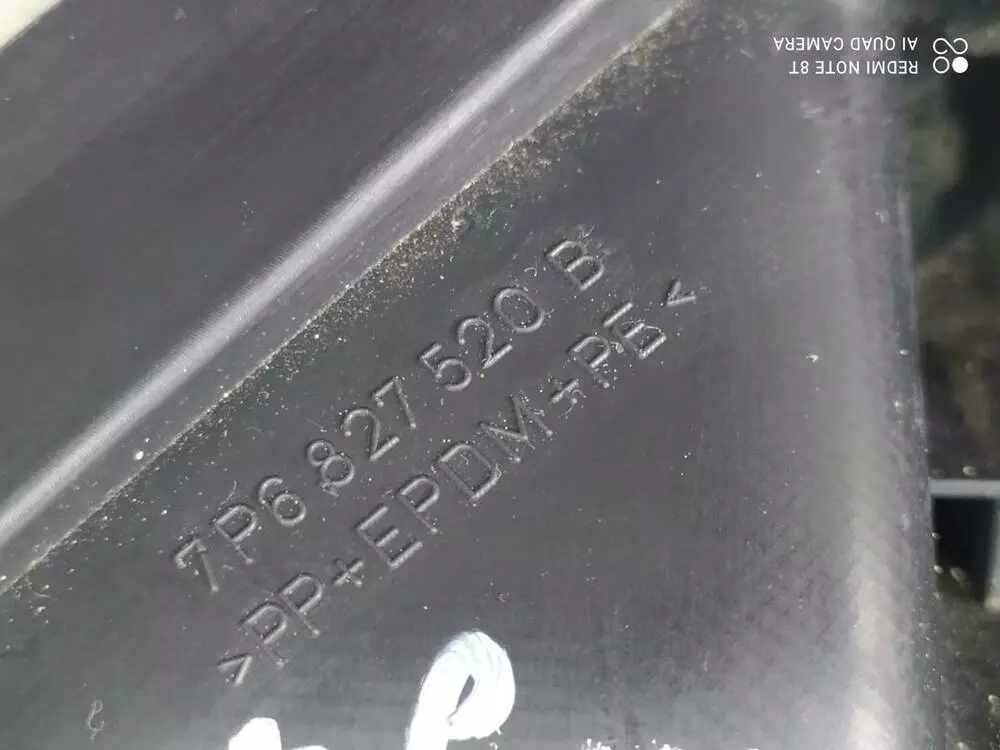 7P6 827 520 B
>PP+EPDM+PE<
REDMI NOTE 8T
AI QUAD CAMERA